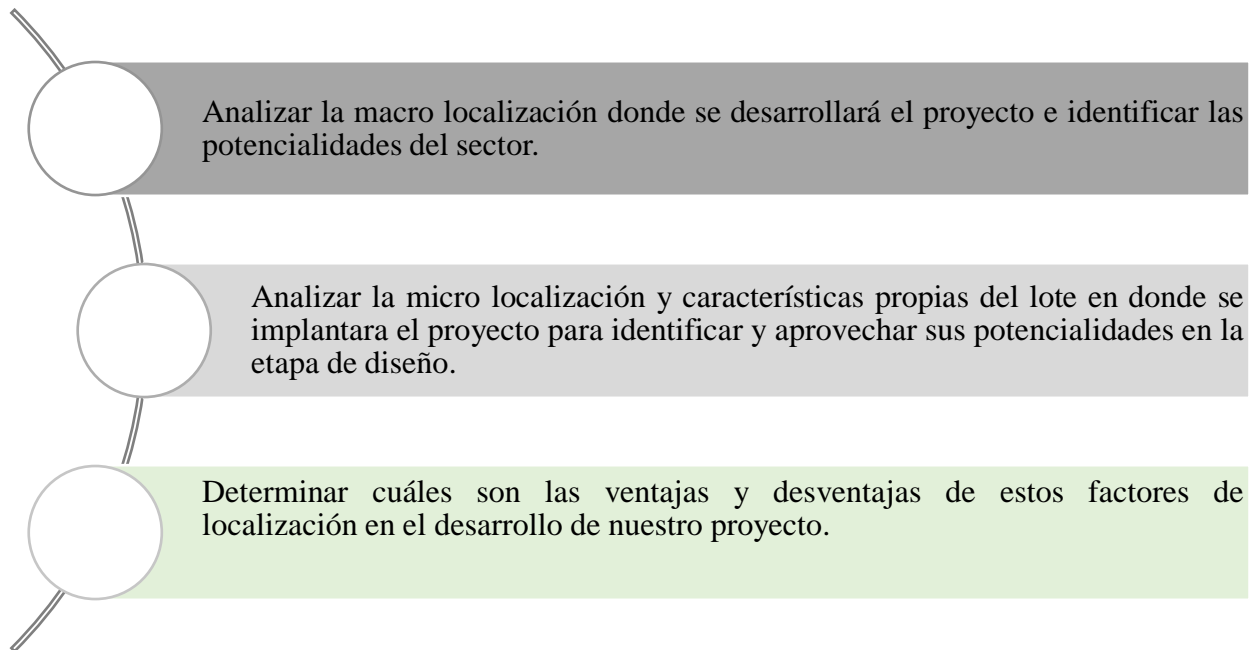 Analizar la macro localización donde se desarrollará el proyecto e identificar las
potencialidades del sector.
Analizar la micro localización y características propias del lote en donde se
implantara el proyecto para identificar y aprovechar sus potencialidades en la
etapa de diseño.
Determinar cuáles son las ventajas y desventajas de estos factores de
localización en el desarrollo de nuestro proyecto.